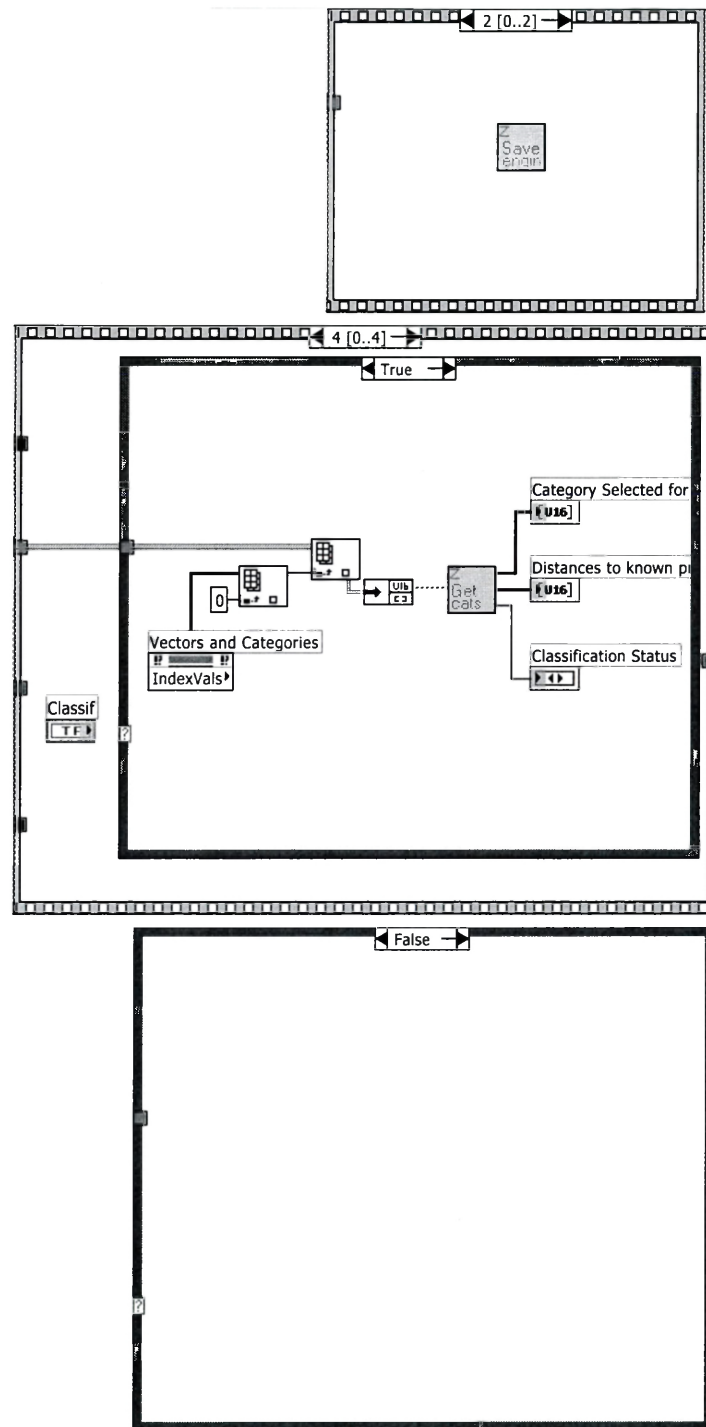 2 [0..2]
Z
Save
engin
4 [0..4]
True
Category Selected for
[U16]
Z
Get
cats
U16
[ ]
Distances to known pr
[U16]
0
Vectors and Categories
!? !?
IndexVals
Classification Status
Classif
TF
?
False
?